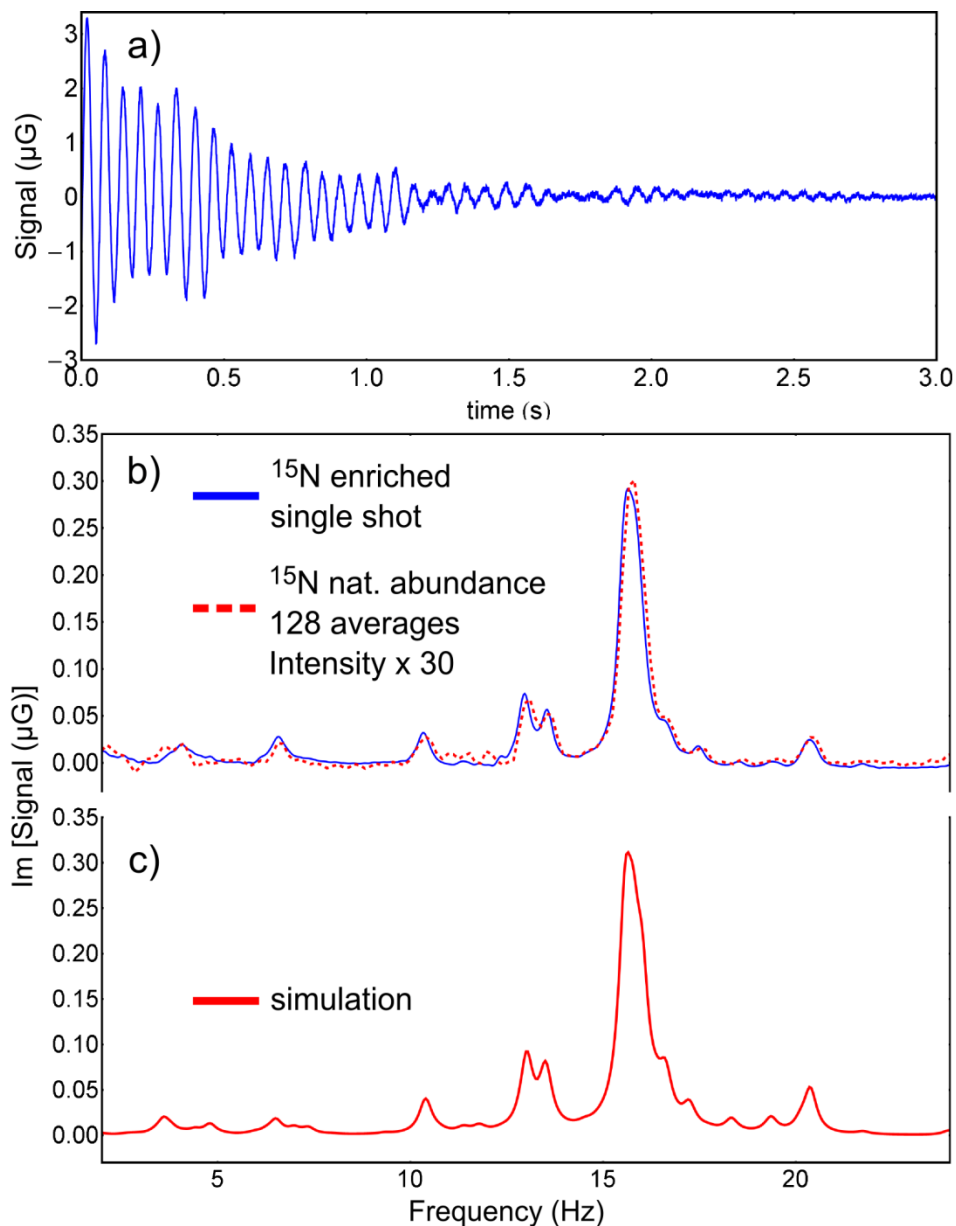 a)
Signal (μG)
3
2
1
0
−1
−2
−3
0.0 0.5 1.0 1.5 2.0 2.5 3.0
time (s)
b)
¹⁵N enriched
single shot
¹⁵N nat. abundance
128 averages
Intensity x 30
0.35
0.30
0.25
0.20
0.15
0.10
0.05
0.00
Im [Signal (μG)]
c)
simulation
0.35
0.30
0.25
0.20
0.15
0.10
0.05
0.00
5 10 15 20
Frequency (Hz)